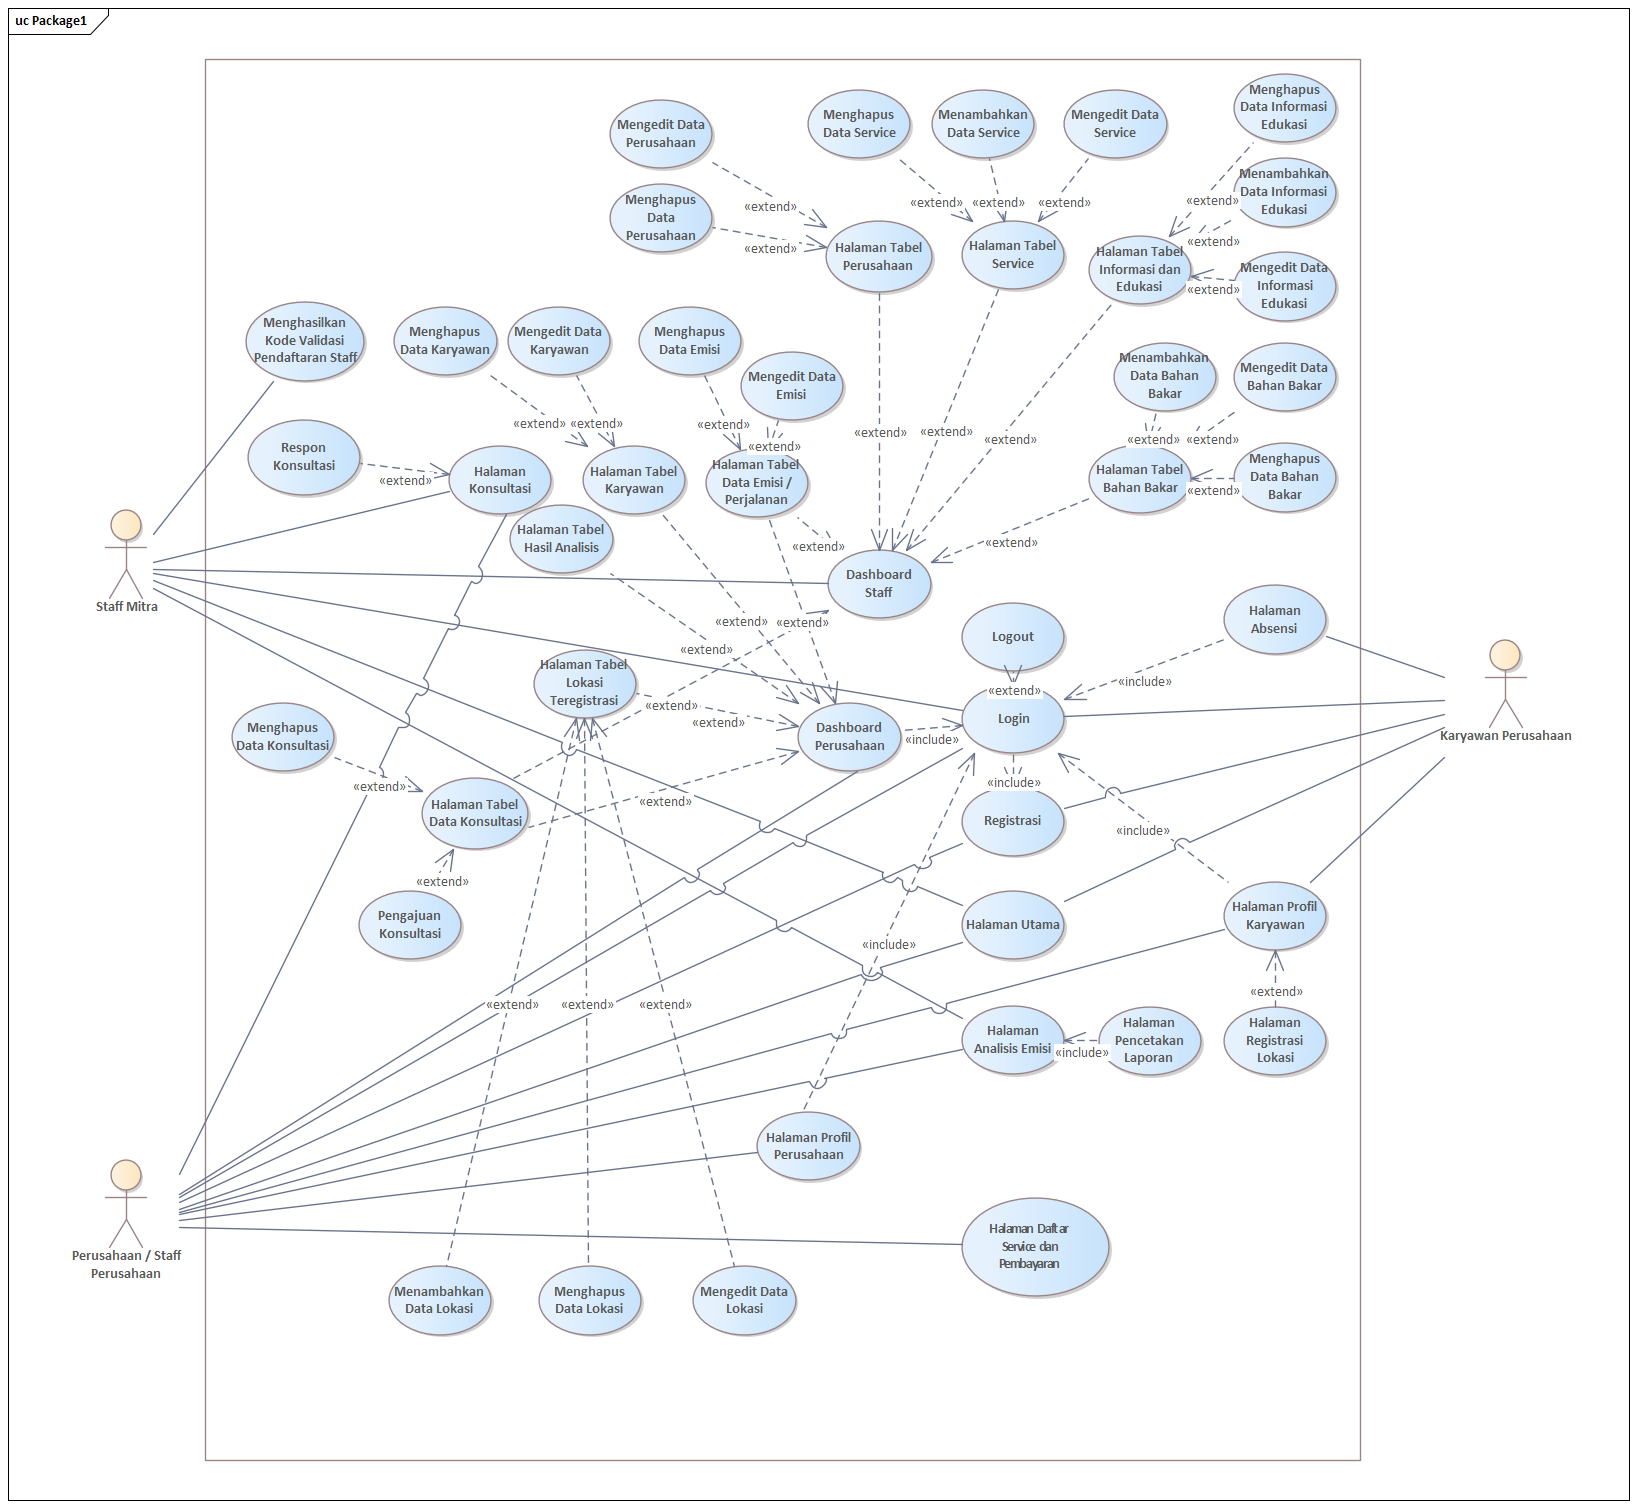 uc Package1
Mengedit Data
Perusahaan
Menghapus
Data
Perusahaan
Menghapus
Data Service
Menambahkan
Data Service
Mengedit Data
Service
Menghapus
Data Informasi
Edukasi
Menambahkan
Data Informasi
Edukasi
Mengedit Data
Informasi
Edukasi
«extend»
«extend»
«extend»
«extend»
«extend»
«extend»
«extend»
«extend»
Halaman Tabel
Perusahaan
Halaman Tabel
Service
Halaman Tabel
Informasi dan
Edukasi
Menghasilkan
Kode Validasi
Pendaftaran Staff
Menghapus
Data Karyawan
Mengedit Data
Karyawan
Menghapus
Data Emisi
Mengedit Data
Emisi
Menambahkan
Data Bahan
Bakar
Mengedit Data
Bahan Bakar
«extend»
«extend»
«extend»
«extend»
«extend»
«extend»
«extend»
«extend»
«extend»
Respon
Konsultasi
«extend»
Halaman
Konsultasi
Halaman Tabel
Karyawan
Halaman Tabel
Data Emisi /
Perjalanan
Halaman Tabel
Bahan Bakar
«extend»
Menghapus
Data Bahan
Bakar
Halaman Tabel
Hasil Analisis
«extend»
«extend»
Staff Mitra
Dashboard
Staff
Logout
Halaman
Absensi
«extend»
«extend»
«extend»
«extend»
«include»
Halaman Tabel
Lokasi
Teregistrasi
«extend»
«extend»
Dashboard
Perusahaan
«include»
Login
Karyawan Perusahaan
Menghapus
Data Konsultasi
«extend»
Halaman Tabel
Data Konsultasi
«extend»
«include»
Registrasi
«include»
«extend»
Pengajuan
Konsultasi
Halaman Utama
Halaman Profil
Karyawan
«include»
«extend»
«extend»
«extend»
«extend»
Halaman
Analisis Emisi
«include»
Halaman
Pencetakan
Laporan
Halaman
Registrasi
Lokasi
Halaman Profil
Perusahaan
Perusahaan / Staff
Perusahaan
Halaman Daftar
Service dan
Pembayaran
Menambahkan
Data Lokasi
Menghapus
Data Lokasi
Mengedit Data
Lokasi